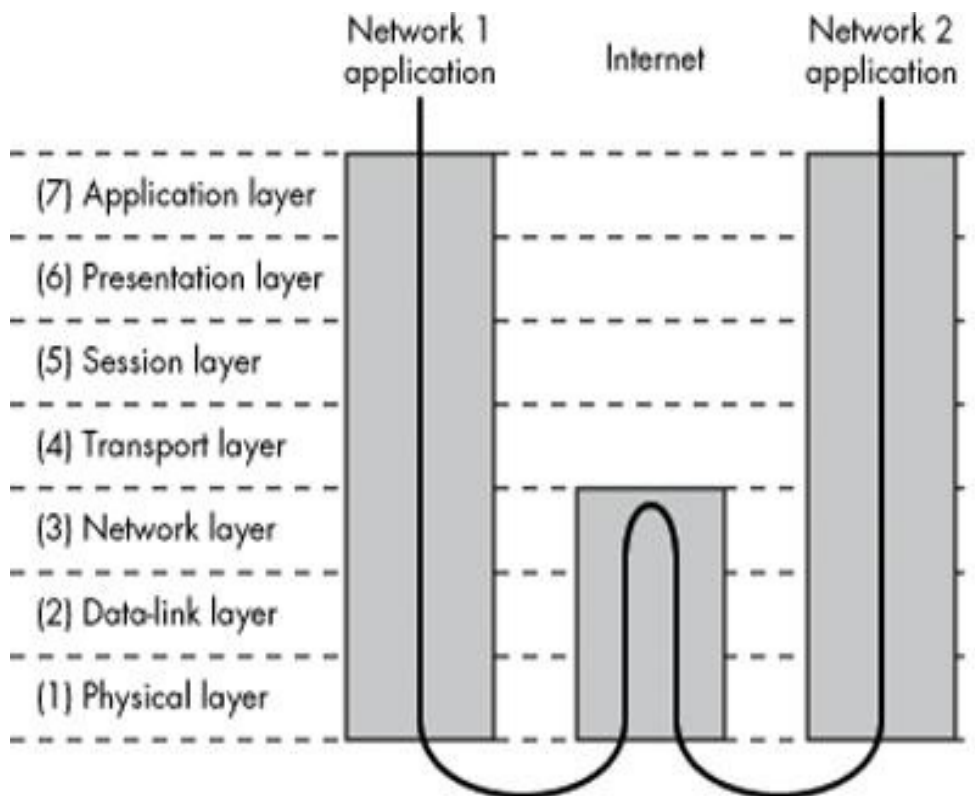 Network 1
application
Internet
Network 2
application
(7) Application layer
(6) Presentation layer
(5) Session layer
(4) Transport layer
(3) Network layer
(2) Data-link layer
(1) Physical layer